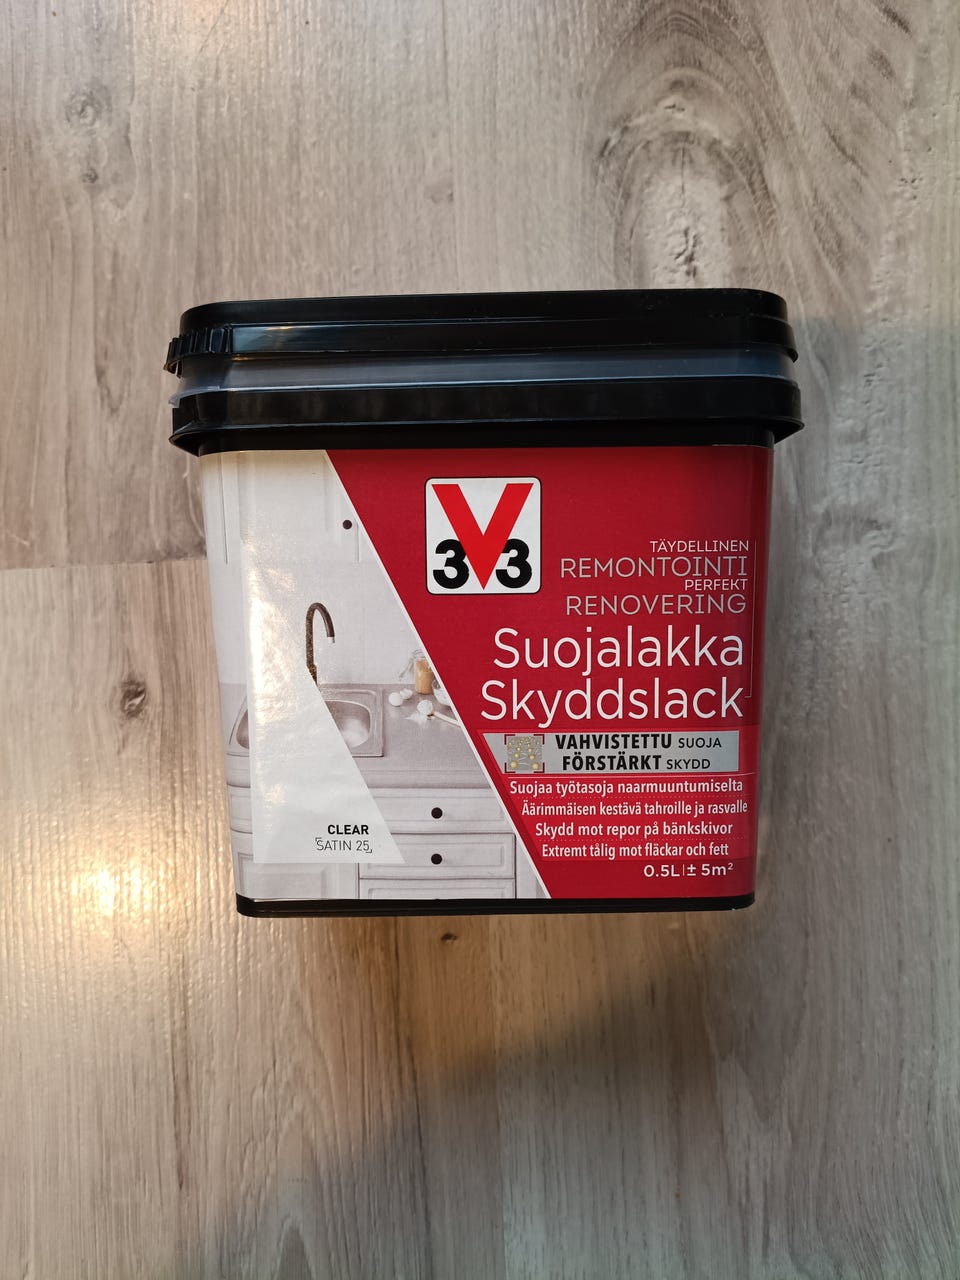 3V3
TÄYDELLINEN
REMONTOINTI
PERFEKT
RENOVERING
Suojalakka
Skyddslack
VAHVISTETTU SUOJA
FÖRSTÄRKT SKYDD
Suojaa työtasoja naarmuuntumiselta
Äärimmäisen kestävä tahroille ja rasvalle
Skydd mot repor på bänkskivor
Extremt tålig mot fläckar och fett
0.5L | ± 5m²
CLEAR
SATIN 25